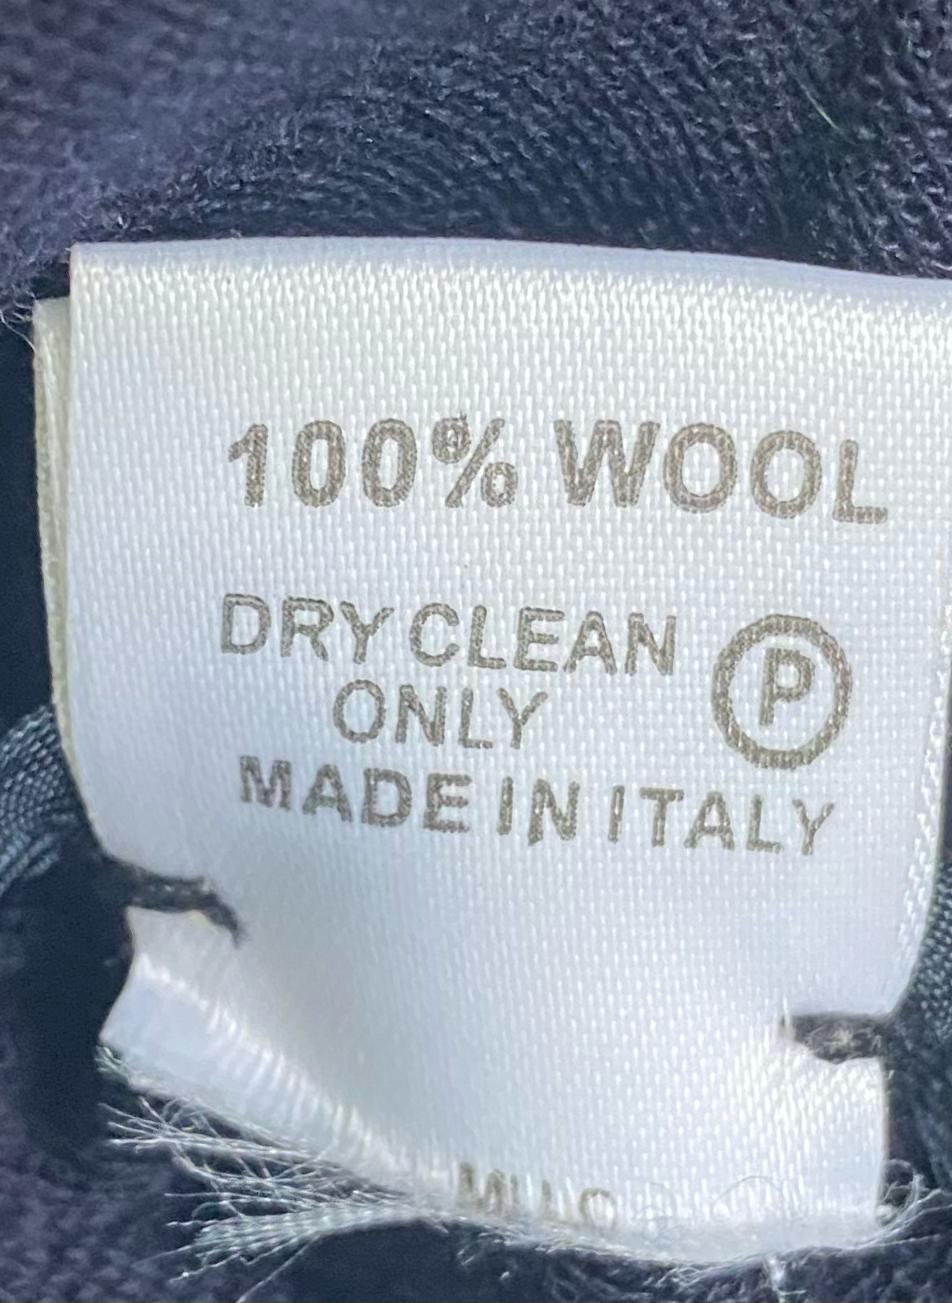 100% WOOL
DRY CLEAN Ⓟ
ONLY
MADE IN ITALY